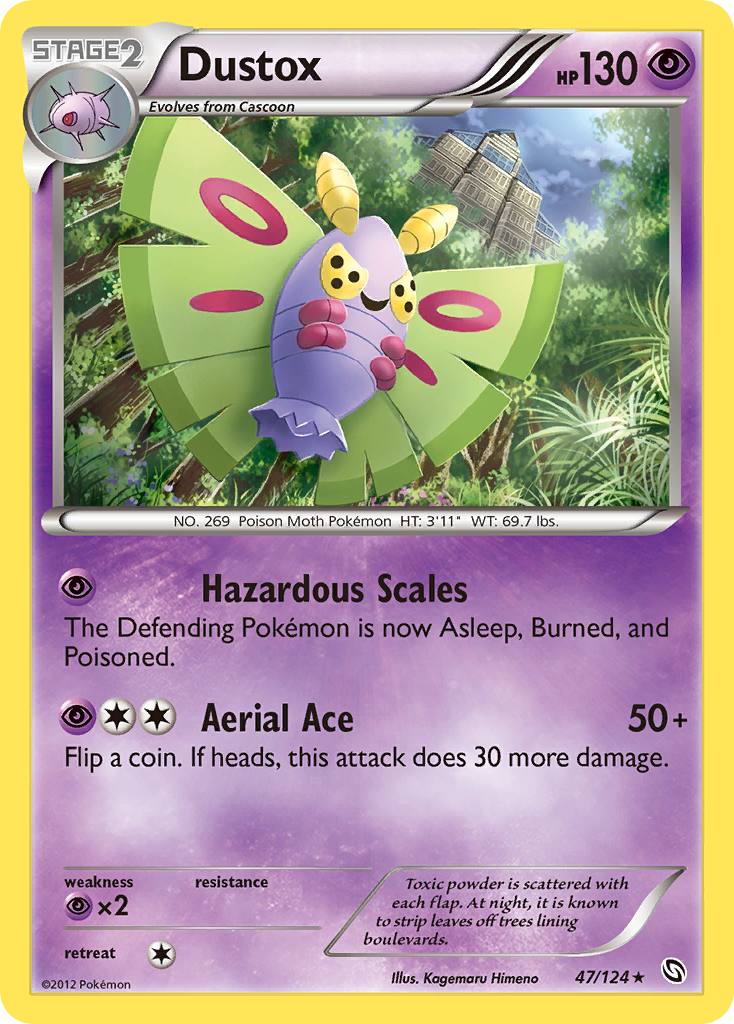 STAGE2
Dustox
HP130
Evolves from Cascoon
NO. 269 Poison Moth Pokémon HT: 3'11" WT: 69.7 lbs.
Hazardous Scales
The Defending Pokémon is now Asleep, Burned, and
Poisoned.
Aerial Ace 50+
Flip a coin. If heads, this attack does 30 more damage.
weakness resistance
×2
retreat
Toxic powder is scattered with
each flap. At night, it is known
to strip leaves off trees lining
boulevards.
©2012 Pokémon
Illus. Kagemaru Himeno 47/124 ★